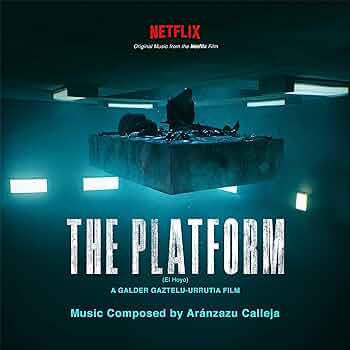 NETFLIX
Original Music from the Netflix Film
THE PLATFORM
(El Hoyo)
A GALDER GAZTELU-URRUTIA FILM
Music Composed by Aránzazu Calleja